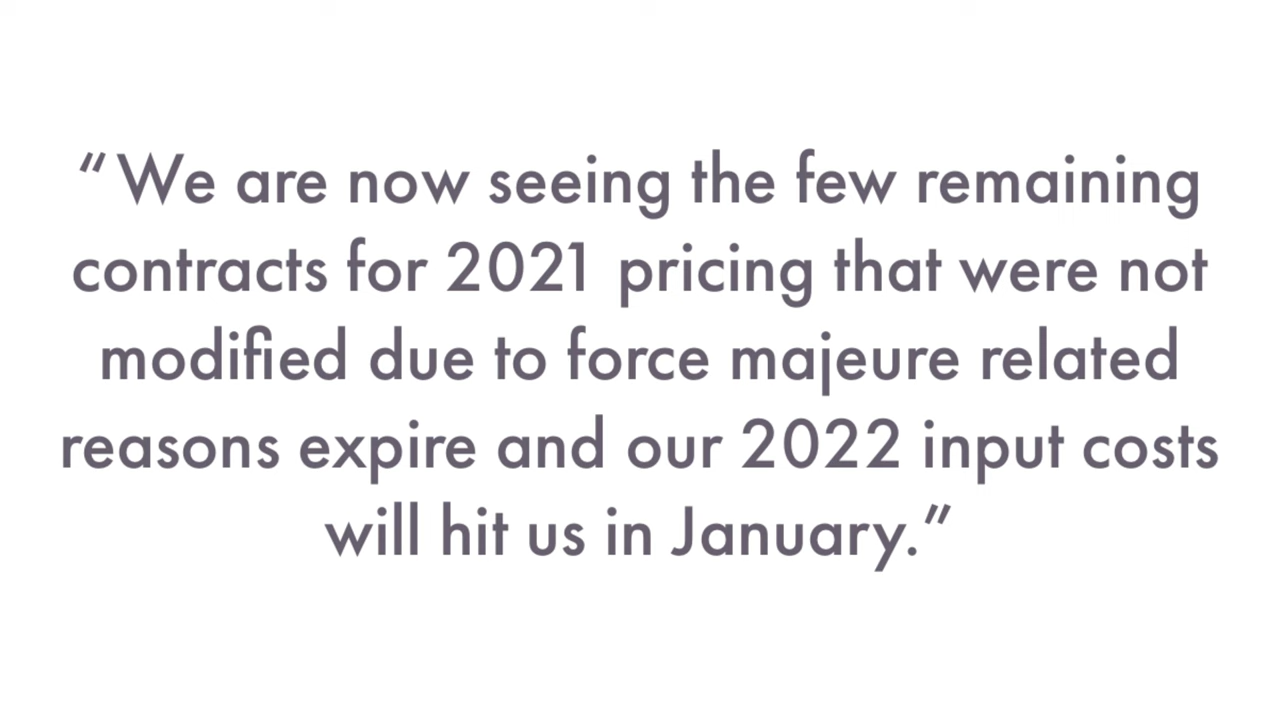 “We are now seeing the few remaining
contracts for 2021 pricing that were not
modified due to force majeure related
reasons expire and our 2022 input costs
will hit us in January.”